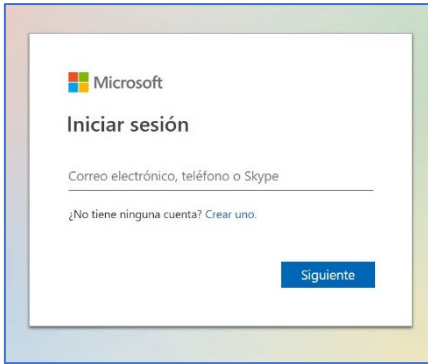 Microsoft
Iniciar sesión
Correo electrónico, teléfono o Skype
¿No tiene ninguna cuenta? Crear uno.
Siguiente